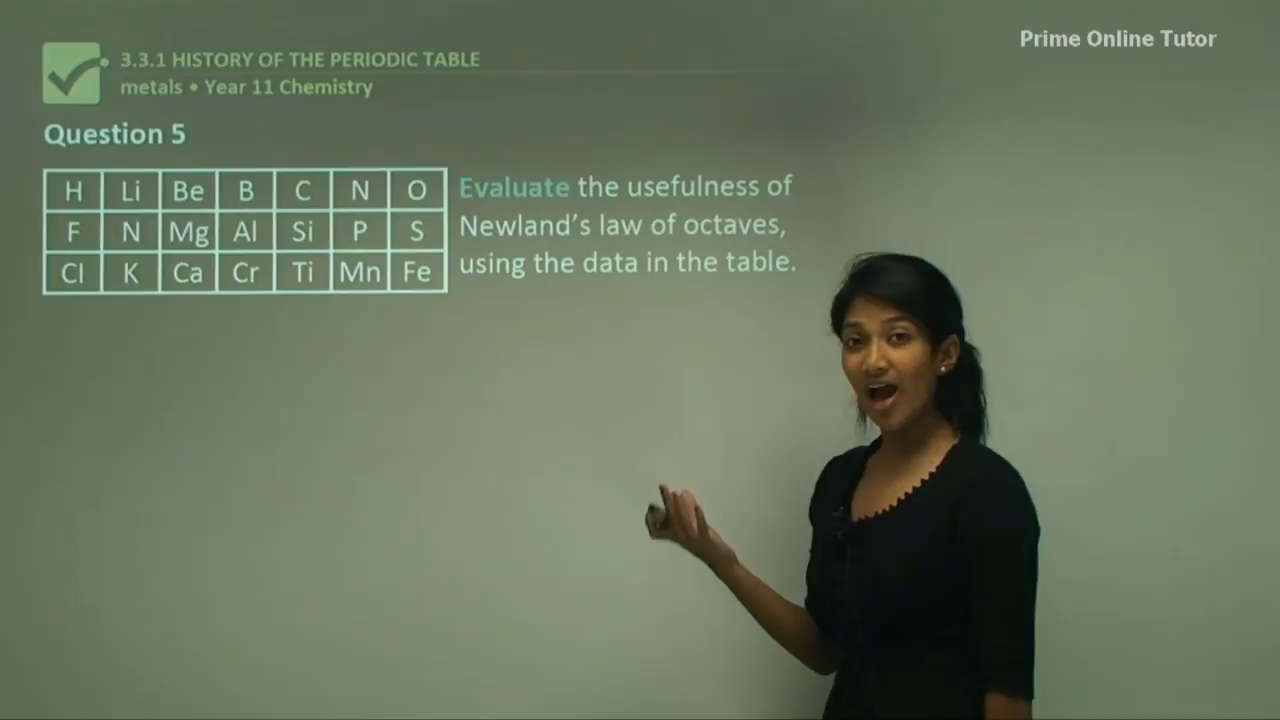 Prime Online Tutor
3.3.1 HISTORY OF THE PERIODIC TABLE
metals • Year 11 Chemistry
Question 5
H Li Be B C N O
F N Mg Al Si P S
Cl K Ca Cr Ti Mn Fe
Evaluate the usefulness of
Newland's law of octaves,
using the data in the table.